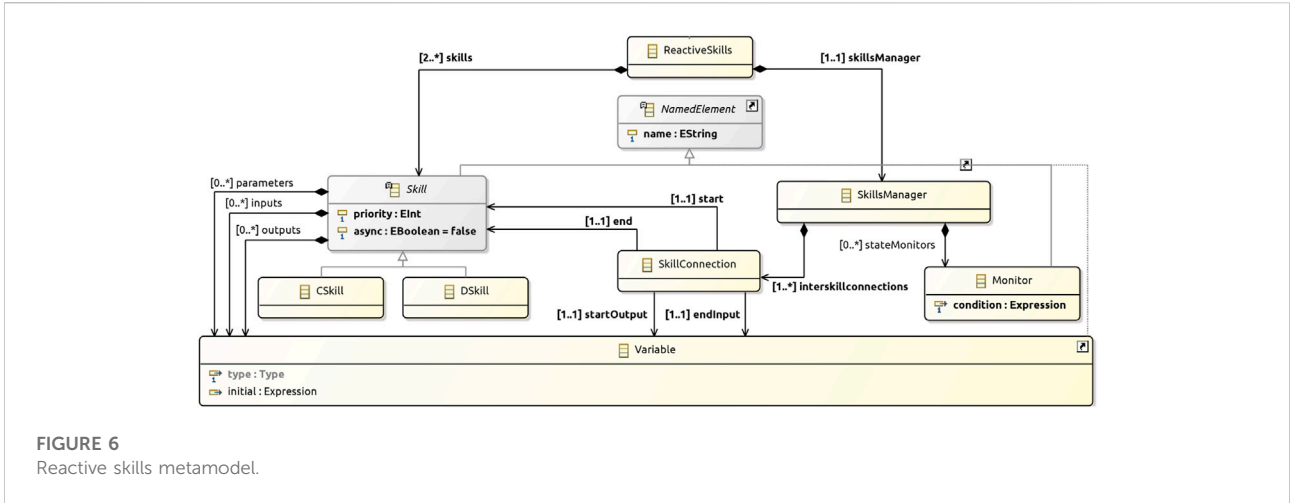 ReactiveSkills
[2..*] skills
[1..1] skillsManager
NamedElement
name : EString
[0..*] parameters
[0..*] inputs
[0..*] outputs
Skill
priority : EInt
async : EBoolean = false
[1..1] start
[1..1] end
SkillsManager
[0..*] stateMonitors
SkillConnection
[1..*] interskillconnections
Monitor
condition : Expression
CSkill
DSkill
[1..1] startOutput
[1..1] endInput
Variable
type : Type
initial : Expression
FIGURE 6
Reactive skills metamodel.